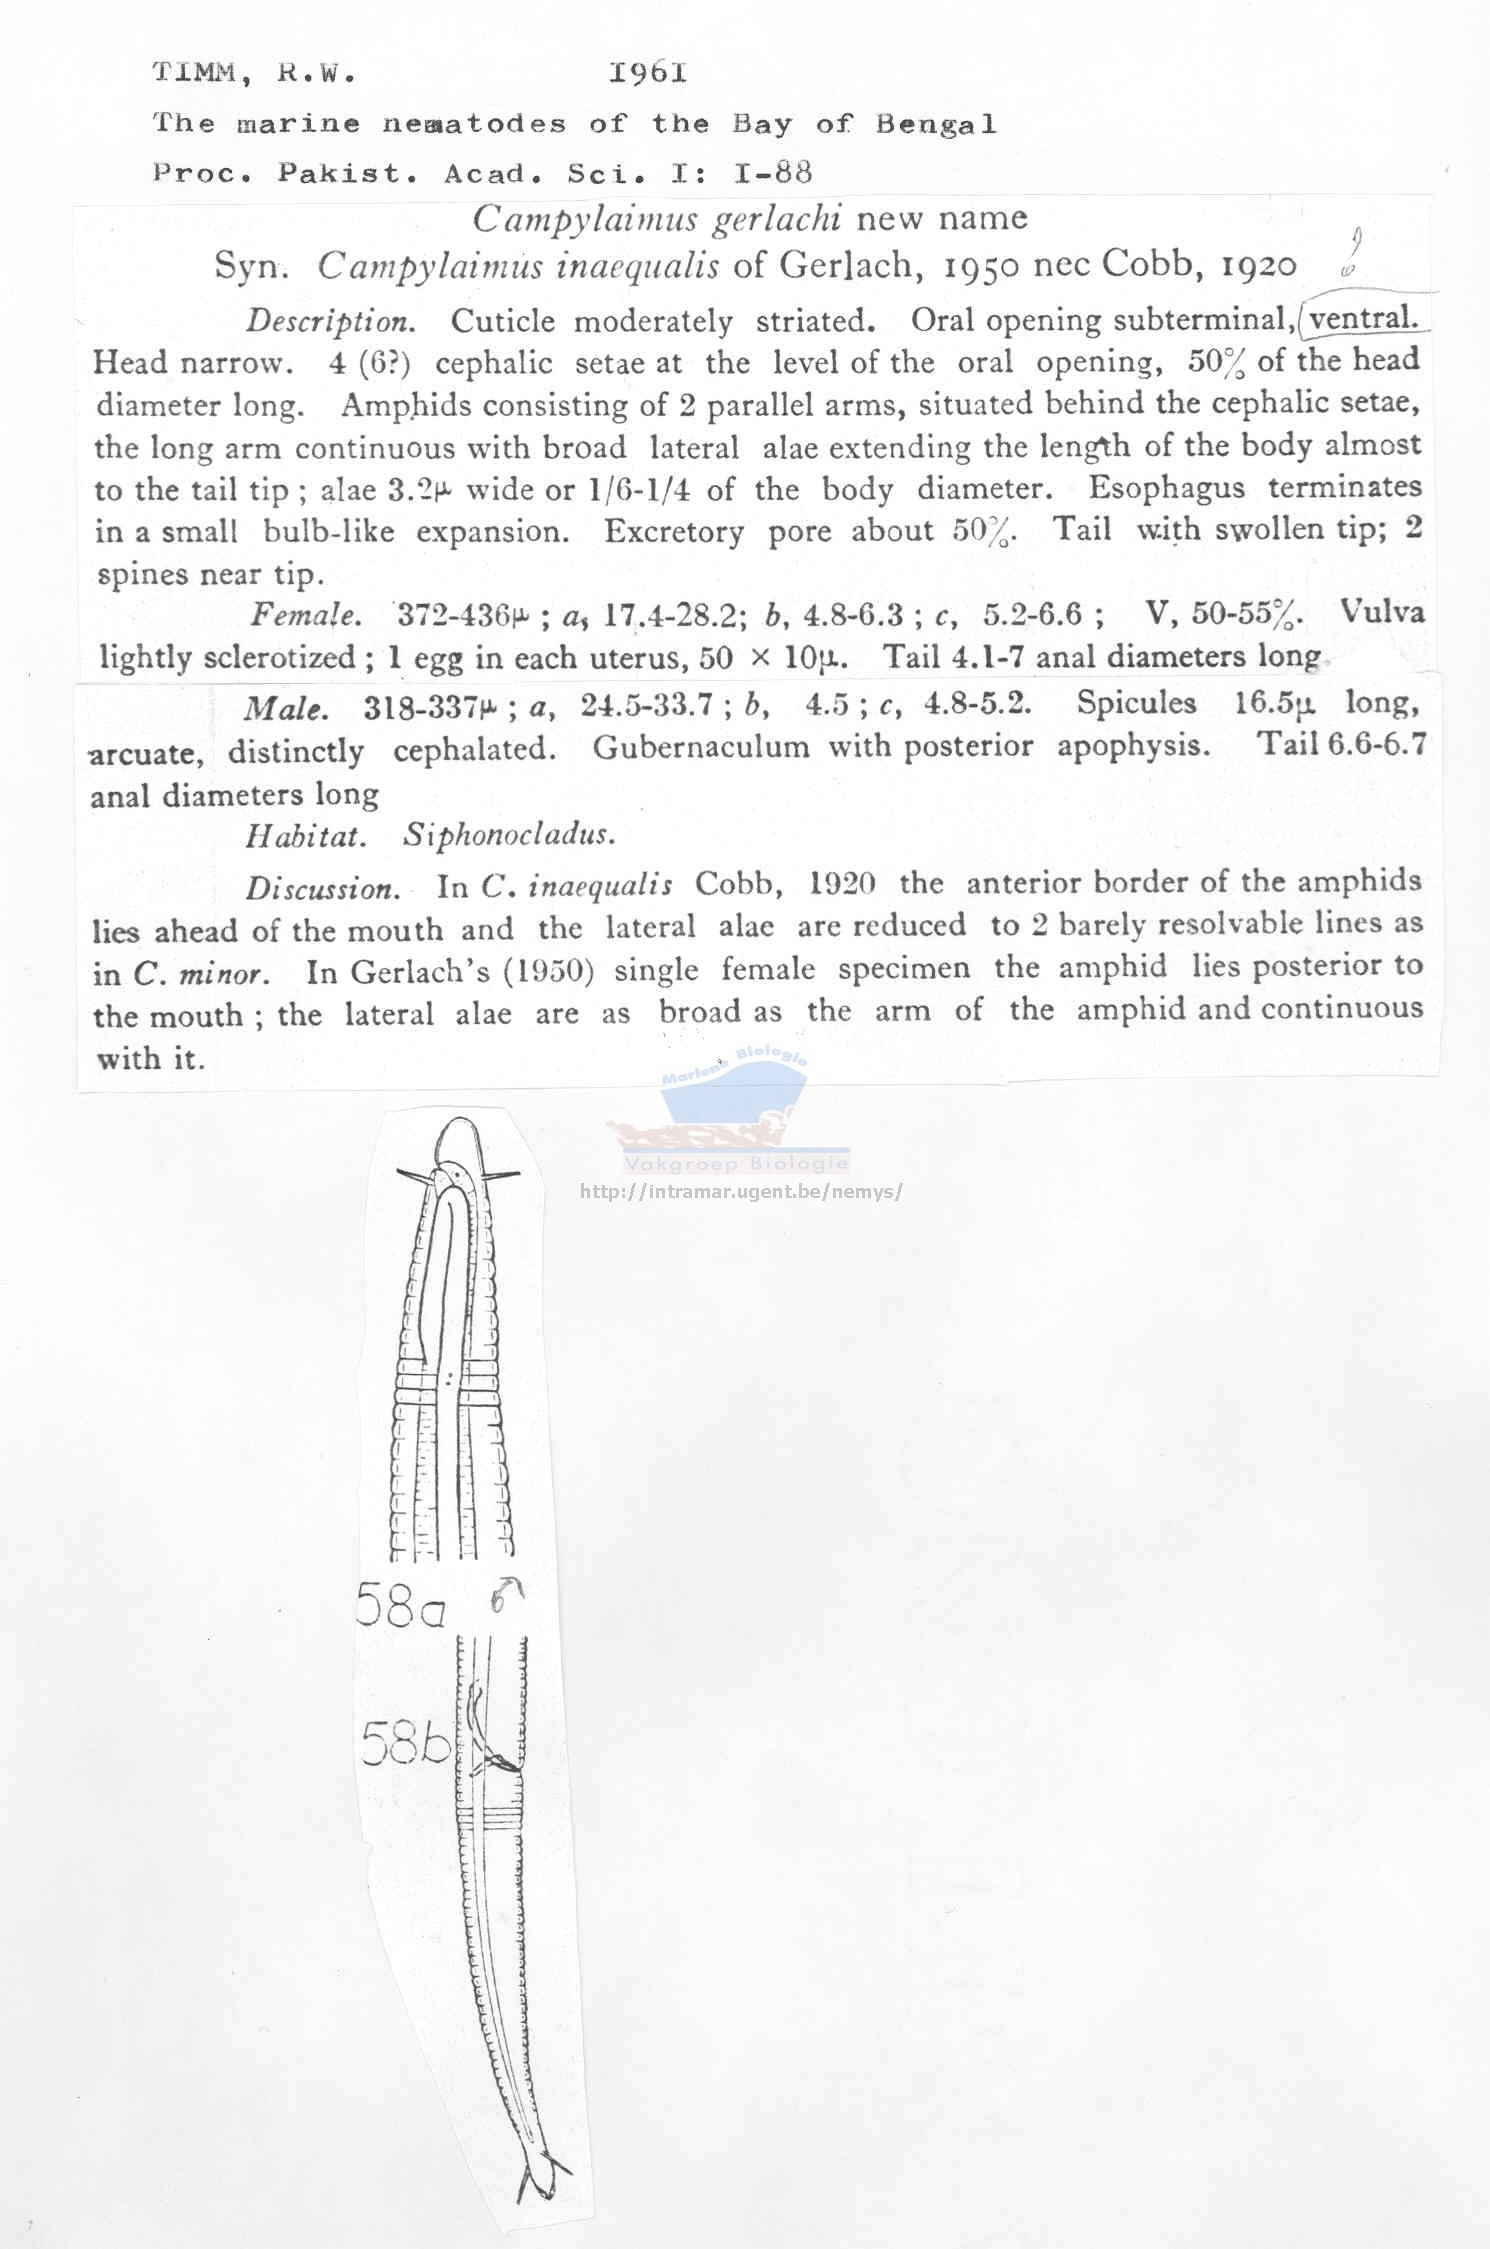 TIMM, R.W. 1961
The marine nematodes of the Bay of Bengal
Proc. Pakist. Acad. Sci. I: I-88
Campylaimus gerlachi new name
Syn. Campylaimus inaequalis of Gerlach, 1950 nec Cobb, 1920
Description. Cuticle moderately striated. Oral opening subterminal, ventral.
Head narrow. 4 (6?) cephalic setae at the level of the oral opening, 50% of the head
diameter long. Amphids consisting of 2 parallel arms, situated behind the cephalic setae,
the long arm continuous with broad lateral alae extending the length of the body almost
to the tail tip ; alae 3.2μ wide or 1/6-1/4 of the body diameter. Esophagus terminates
in a small bulb-like expansion. Excretory pore about 50%. Tail with swollen tip; 2
spines near tip.
Female. 372-436μ ; a, 17.4-28.2; b, 4.8-6.3 ; c, 5.2-6.6 ; V, 50-55%. Vulva
lightly sclerotized ; 1 egg in each uterus, 50 × 10μ. Tail 4.1-7 anal diameters long.
Male. 318-337μ ; a, 24.5-33.7 ; b, 4.5 ; c, 4.8-5.2. Spicules 16.5μ long,
arcuate, distinctly cephalated. Gubernaculum with posterior apophysis. Tail 6.6-6.7
anal diameters long
Habitat. Siphonocladus.
Discussion. In C. inaequalis Cobb, 1920 the anterior border of the amphids
lies ahead of the mouth and the lateral alae are reduced to 2 barely resolvable lines as
in C. minor. In Gerlach's (1950) single female specimen the amphid lies posterior to
the mouth ; the lateral alae are as broad as the arm of the amphid and continuous
with it.
Mariene Biologie
Vakgroep Biologie
http://intramar.ugent.be/nemys/
58a
58b